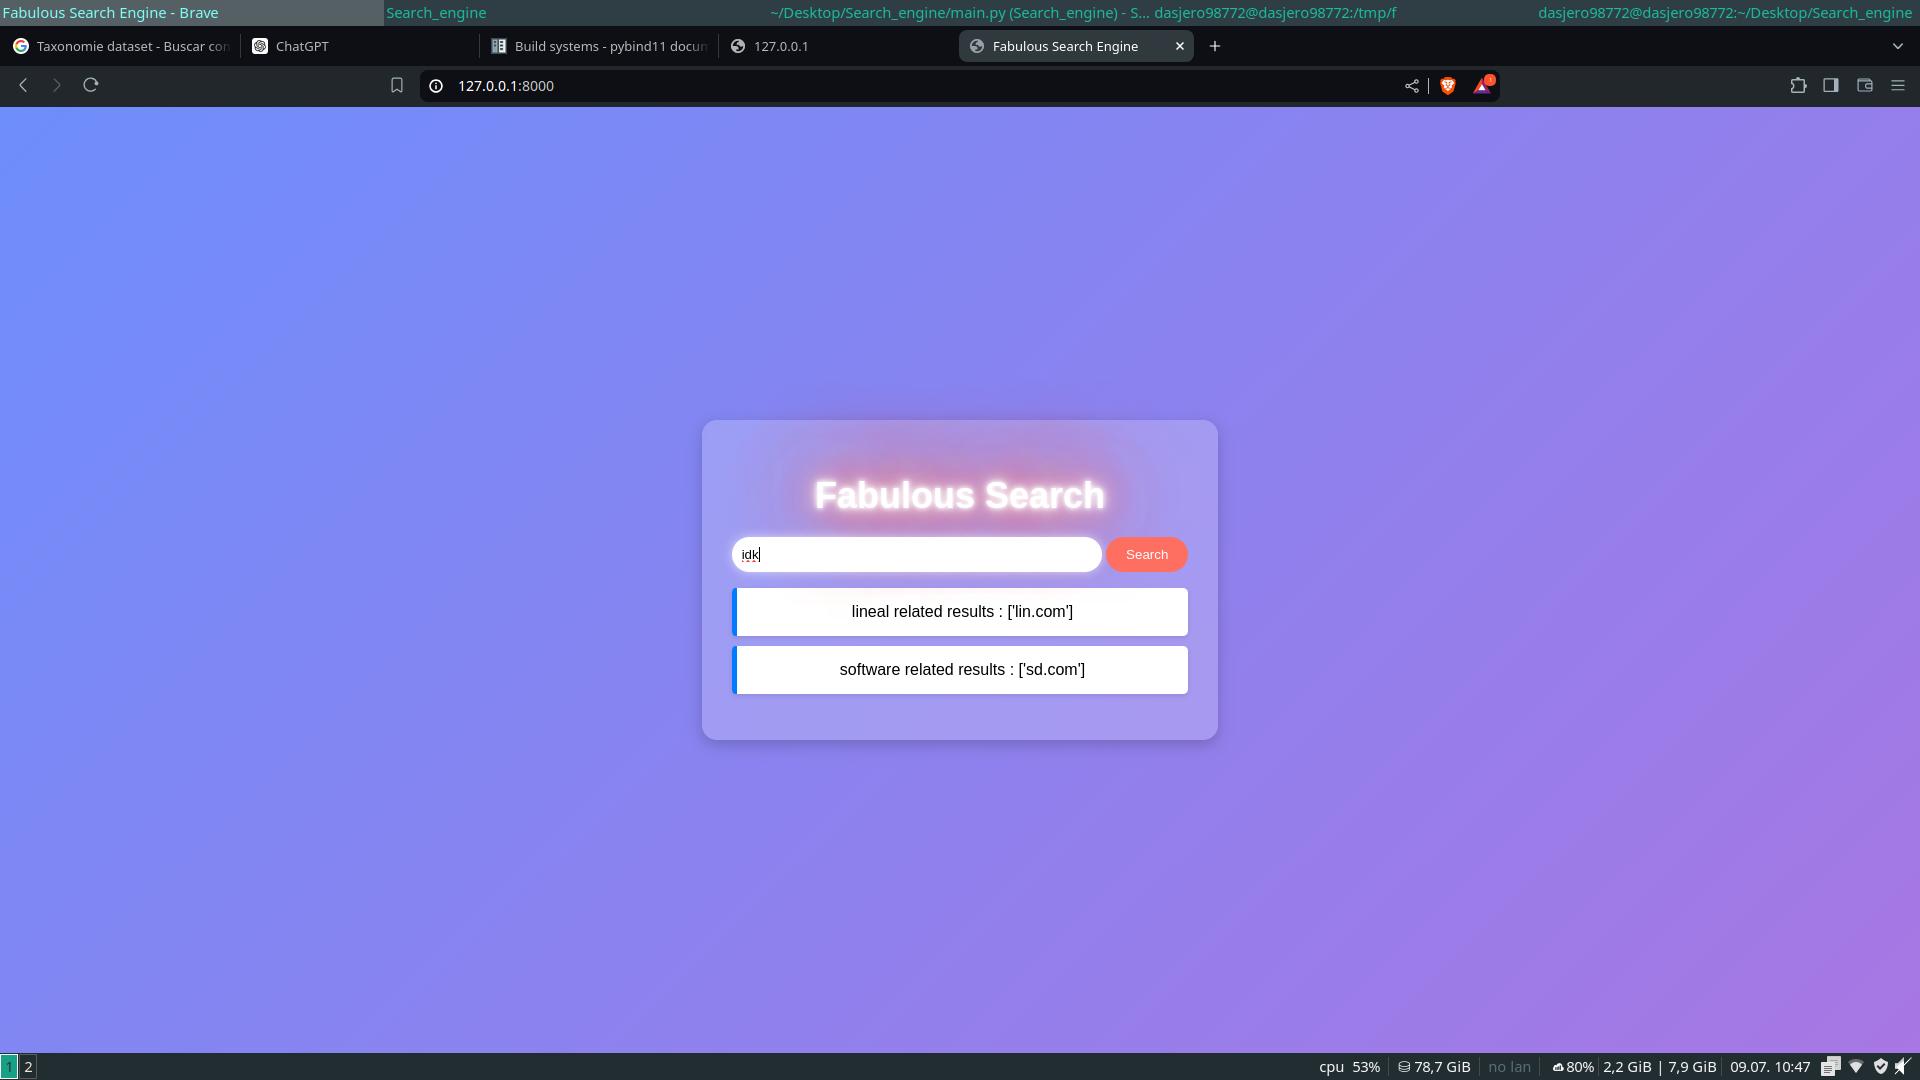 Fabulous Search Engine - Brave Search_engine ~/Desktop/Search_engine/main.py (Search_engine) - S... dasjero98772@dasjero98772:/tmp/f dasjero98772@dasjero98772:~/Desktop/Search_engine
Taxonomie dataset - Buscar con ChatGPT Build systems - pybind11 docum 127.0.0.1 Fabulous Search Engine
127.0.0.1:8000
Fabulous Search
idk Search
lineal related results : ['lin.com']
software related results : ['sd.com']
1 2 cpu 53% 78,7 GiB no lan 80% 2,2 GiB | 7,9 GiB 09.07. 10:47